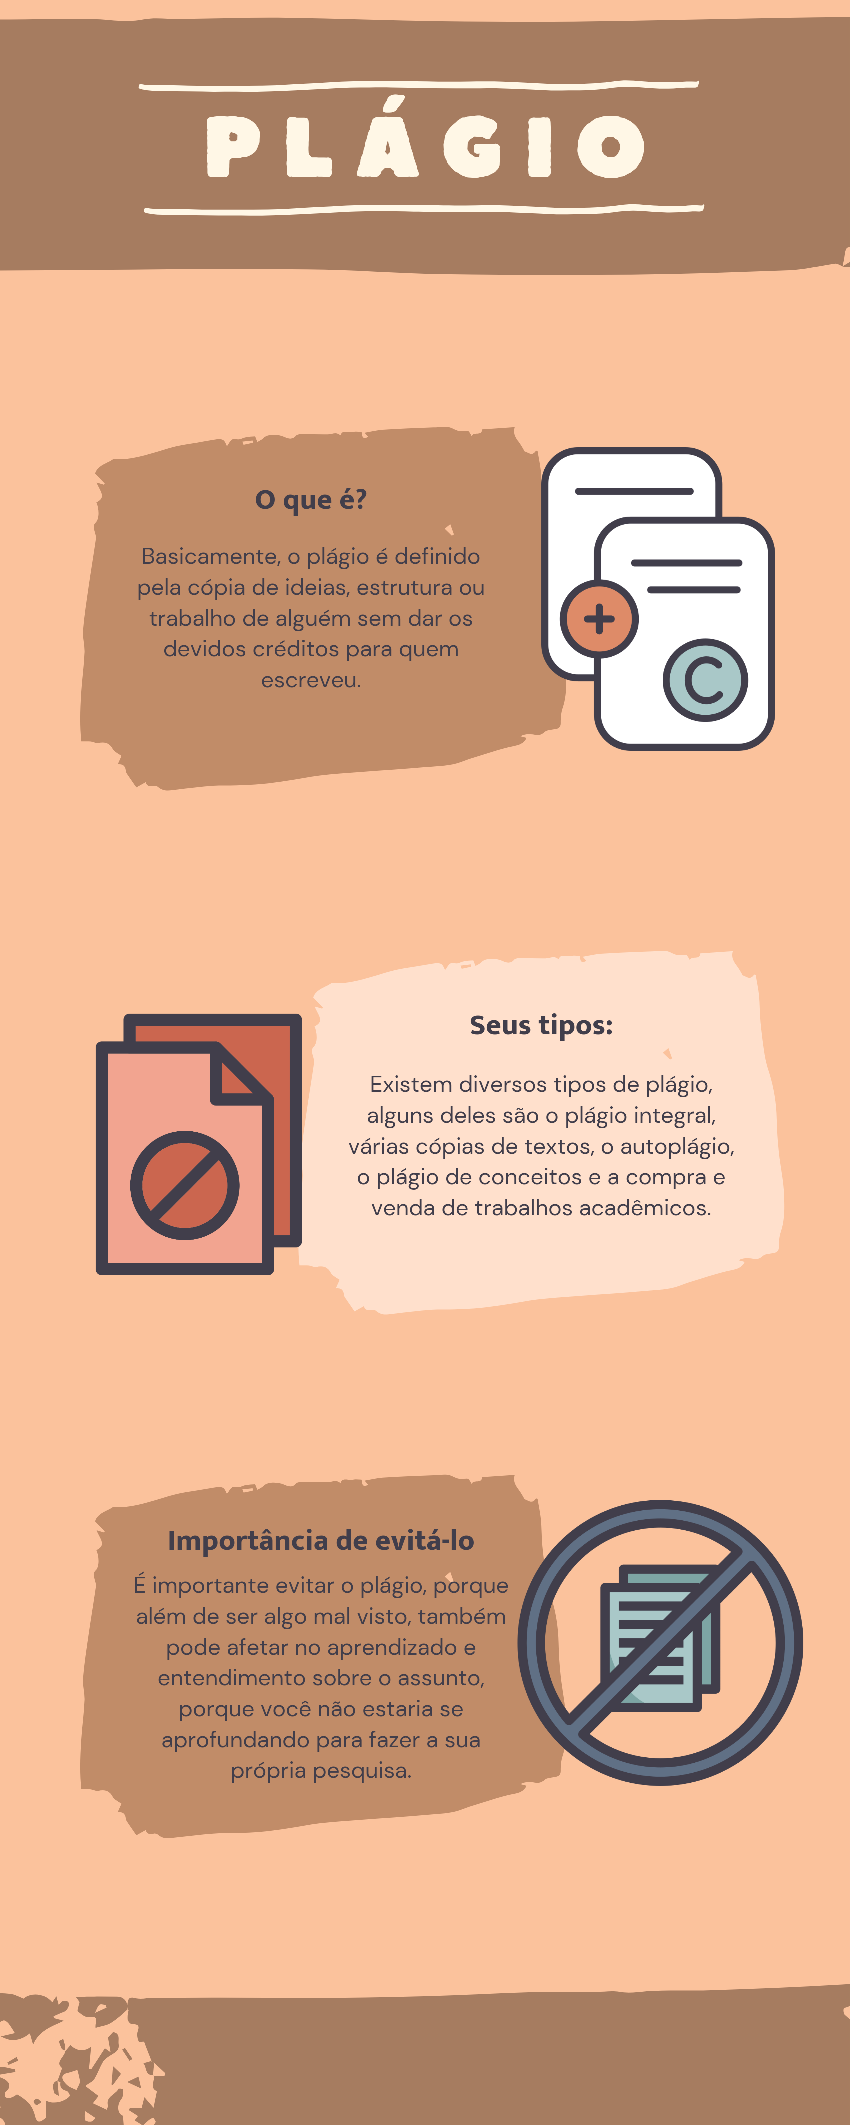 PLÁGIO
O que é?
Basicamente, o plágio é definido
pela cópia de ideias, estrutura ou
trabalho de alguém sem dar os
devidos créditos para quem
escreveu.
C
Seus tipos:
Existem diversos tipos de plágio,
alguns deles são o plágio integral,
várias cópias de textos, o autoplágio,
o plágio de conceitos e a compra e
venda de trabalhos acadêmicos.
Importância de evitá-lo
É importante evitar o plágio, porque
além de ser algo mal visto, também
pode afetar no aprendizado e
entendimento sobre o assunto,
porque você não estaria se
aprofundando para fazer a sua
própria pesquisa.